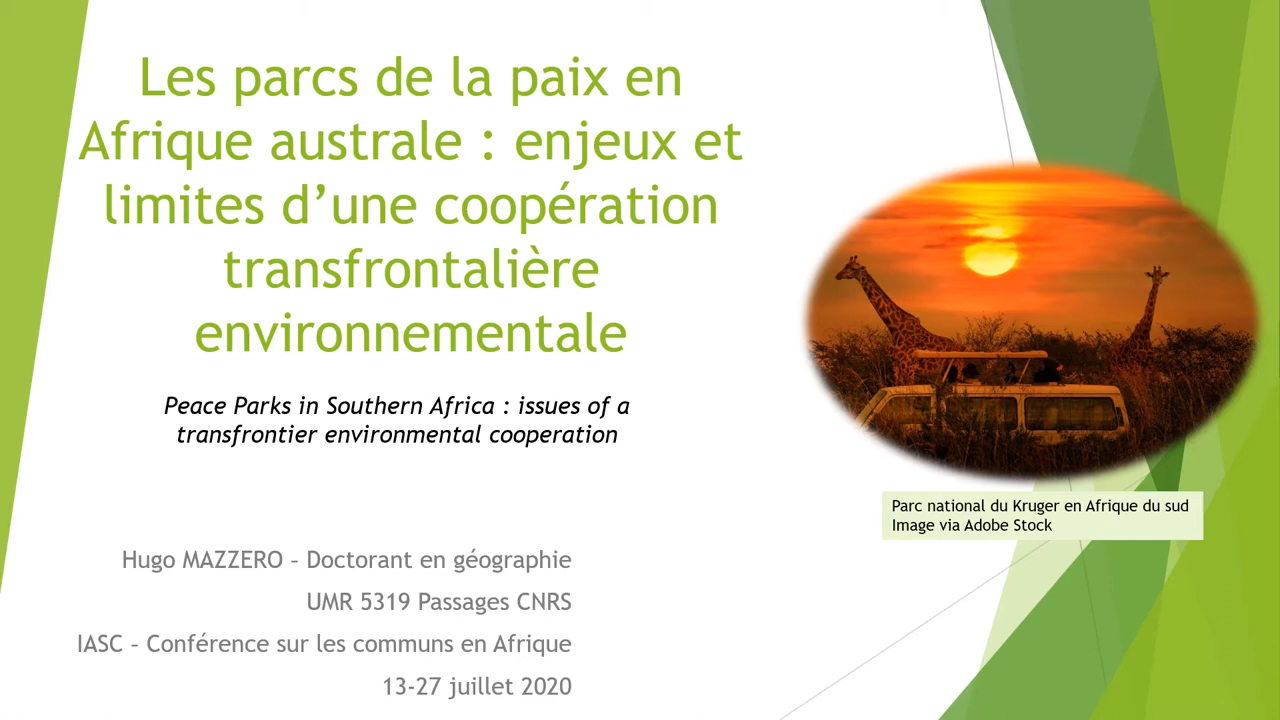 Les parcs de la paix en
Afrique australe : enjeux et
limites d’une coopération
transfrontalière
environnementale
Peace Parks in Southern Africa : issues of a
transfrontier environmental cooperation
Parc national du Kruger en Afrique du sud
Image via Adobe Stock
Hugo MAZZERO – Doctorant en géographie
UMR 5319 Passages CNRS
IASC – Conférence sur les communs en Afrique
13-27 juillet 2020